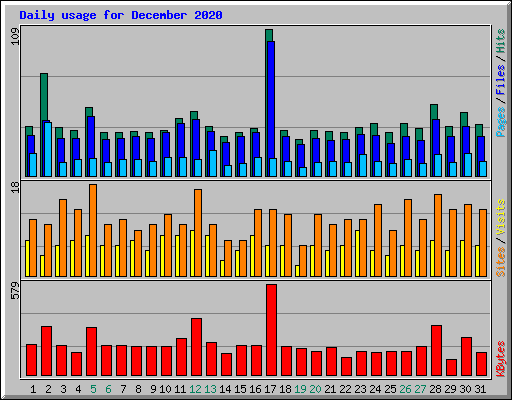 Daily usage for December 2020
109
Pages / Files / Hits
18
Sites / Visits
579
KBytes
1 2 3 4 5 6 7 8 9 10 11 12 13 14 15 16 17 18 19 20 21 22 23 24 25 26 27 28 29 30 31